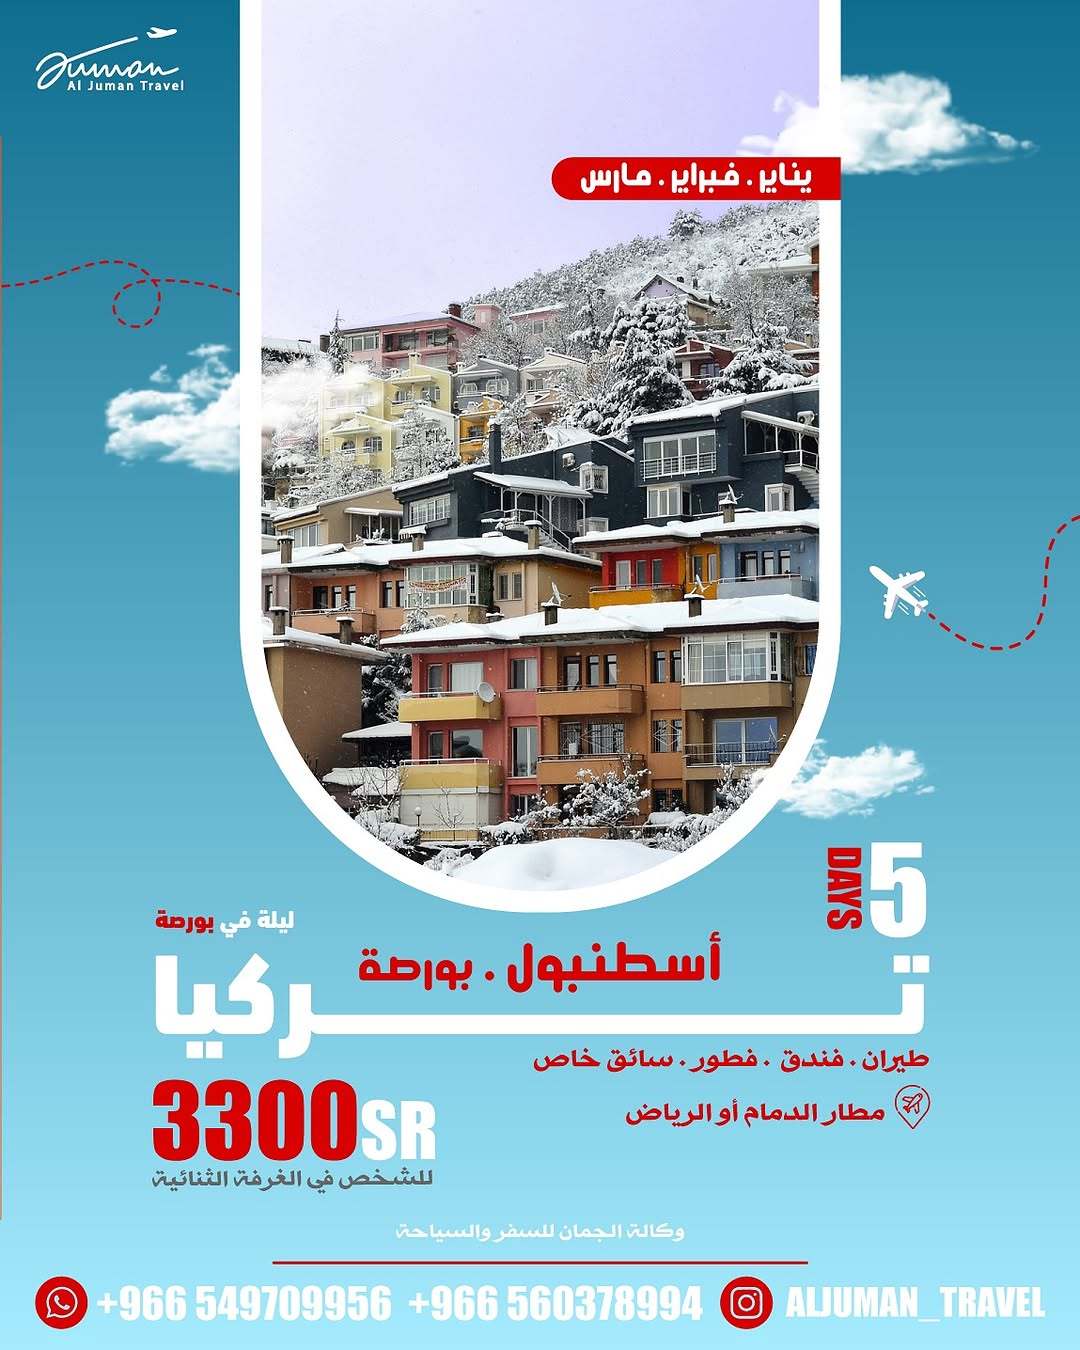 Juman
Al Juman Travel
يناير . فبراير . مارس
5
DAYS
ليلة في بورصة
أسطنبول . بورصة
تركيا
طيران . فندق . فطور . سائق خاص
مطار الدمام أو الرياض
3300SR
للشخص في الغرفة الثنائية
وكالة الجمان للسفر والسياحة
+966 549709956 +966 560378994 ALJUMAN_TRAVEL